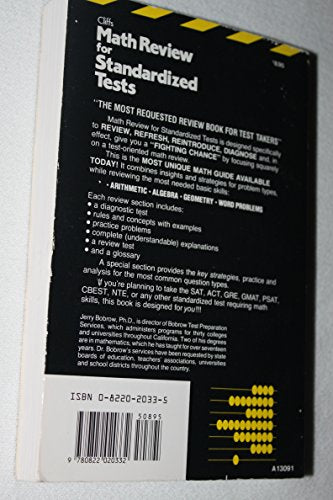 Cliffs
Math Review
for
Standardized
Tests
"THE MOST REQUESTED REVIEW BOOK FOR TEST TAKERS"
Math Review for Standardized Tests is designed specifically
to REVIEW, REFRESH, REINTRODUCE, DIAGNOSE and, in
effect, give you a "FIGHTING CHANCE" by focusing squarely
on a test-oriented math review.
This is the MOST UNIQUE MATH GUIDE AVAILABLE
TODAY! It combines insights and strategies for problem types,
while reviewing the most needed basic skills:
• ARITHMETIC • ALGEBRA • GEOMETRY • WORD PROBLEMS
Each review section includes:
• a diagnostic test
• rules and concepts with examples
• practice problems
• complete (understandable) explanations
• a review test
• and a glossary
A special section provides the key strategies, practice and
analysis for the most common question types.
If you're planning to take the SAT, ACT, GRE, GMAT, PSAT,
CBEST, NTE, or any other standardized test requiring math
skills, this book is designed for you!!!
Jerry Bobrow, Ph.D., is director of Bobrow Test Preparation
Services, which administers programs for thirty colleges
and universities throughout California. Two of his degrees
are in mathematics, which he has taught for over seventeen
years. Dr. Bobrow's services have been requested by state
boards of education, teachers' associations, universities
and school districts throughout the country.
ISBN 0-8220-2033-5
50895
9 780822 020332
A13091